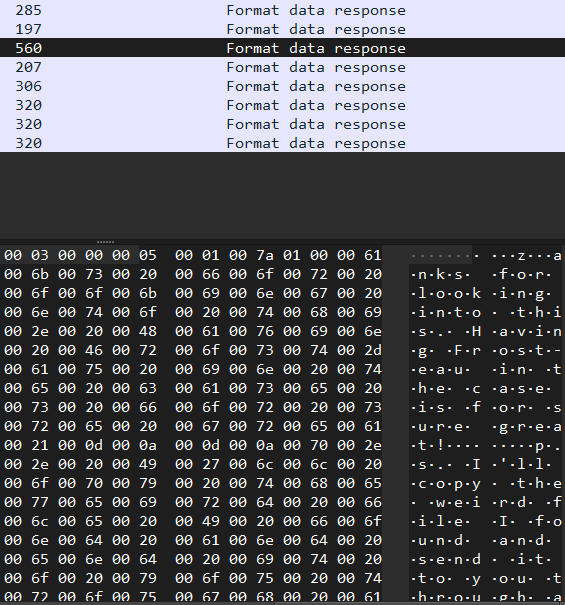 285 Format data response
197 Format data response
560 Format data response
207 Format data response
306 Format data response
320 Format data response
320 Format data response
320 Format data response
00 03 00 00 00 05 00 01 00 7a 01 00 00 61 ········ ···z···a
00 6b 00 73 00 20 00 66 00 6f 00 72 00 20 ·n·k·s· ·f·o·r·
00 6f 00 6f 00 6b 00 69 00 6e 00 67 00 20 ·l·o·o·k ·i·n·g·
00 6e 00 74 00 6f 00 20 00 74 00 68 00 69 ·i·n·t·o · ·t·h·i
00 2e 00 20 00 48 00 61 00 76 00 69 00 6e ·s·.· ·H ·a·v·i·n
00 20 00 46 00 72 00 6f 00 73 00 74 00 2d ·g· ·F·r ·o·s·t·-
00 61 00 75 00 20 00 69 00 6e 00 20 00 74 ·e·a·u· ·i·n· ·t
00 65 00 20 00 63 00 61 00 73 00 65 00 20 ·h·e· ·c ·a·s·e·
00 73 00 20 00 66 00 6f 00 72 00 20 00 73 ·i·s· ·f ·o·r· ·s
00 72 00 65 00 20 00 67 00 72 00 65 00 61 ·u·r·e· ·g·r·e·a
00 21 00 0d 00 0a 00 0d 00 0a 00 70 00 2e ·t·!···· ·····p·.
00 2e 00 20 00 49 00 27 00 6c 00 6c 00 20 ·s·.· ·I ·'·l·l·
00 6f 00 70 00 79 00 20 00 74 00 68 00 65 ·c·o·p·y · ·t·h·e
00 77 00 65 00 69 00 72 00 64 00 20 00 66 · ·w·e·i ·r·d· ·f
00 6c 00 65 00 20 00 49 00 20 00 66 00 6f ·i·l·e· ·I· ·f·o
00 6e 00 64 00 20 00 61 00 6e 00 64 00 20 ·u·n·d· ·a·n·d·
00 65 00 6e 00 64 00 20 00 69 00 74 00 20 ·s·e·n·d · ·i·t·
00 6f 00 20 00 79 00 6f 00 75 00 20 00 74 ·t·o· ·y ·o·u· ·t
00 72 00 6f 00 75 00 67 00 68 00 20 00 61 ·h·r·o·u ·g·h· ·a